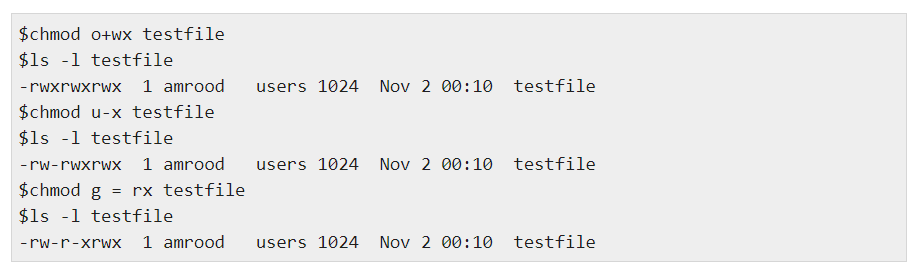 $chmod o+wx testfile
$ls -l testfile
-rwxrwxrwx  1 amrood   users 1024  Nov 2 00:10  testfile
$chmod u-x testfile
$ls -l testfile
-rw-rwxrwx  1 amrood   users 1024  Nov 2 00:10  testfile
$chmod g = rx testfile
$ls -l testfile
-rw-r-xrwx  1 amrood   users 1024  Nov 2 00:10  testfile